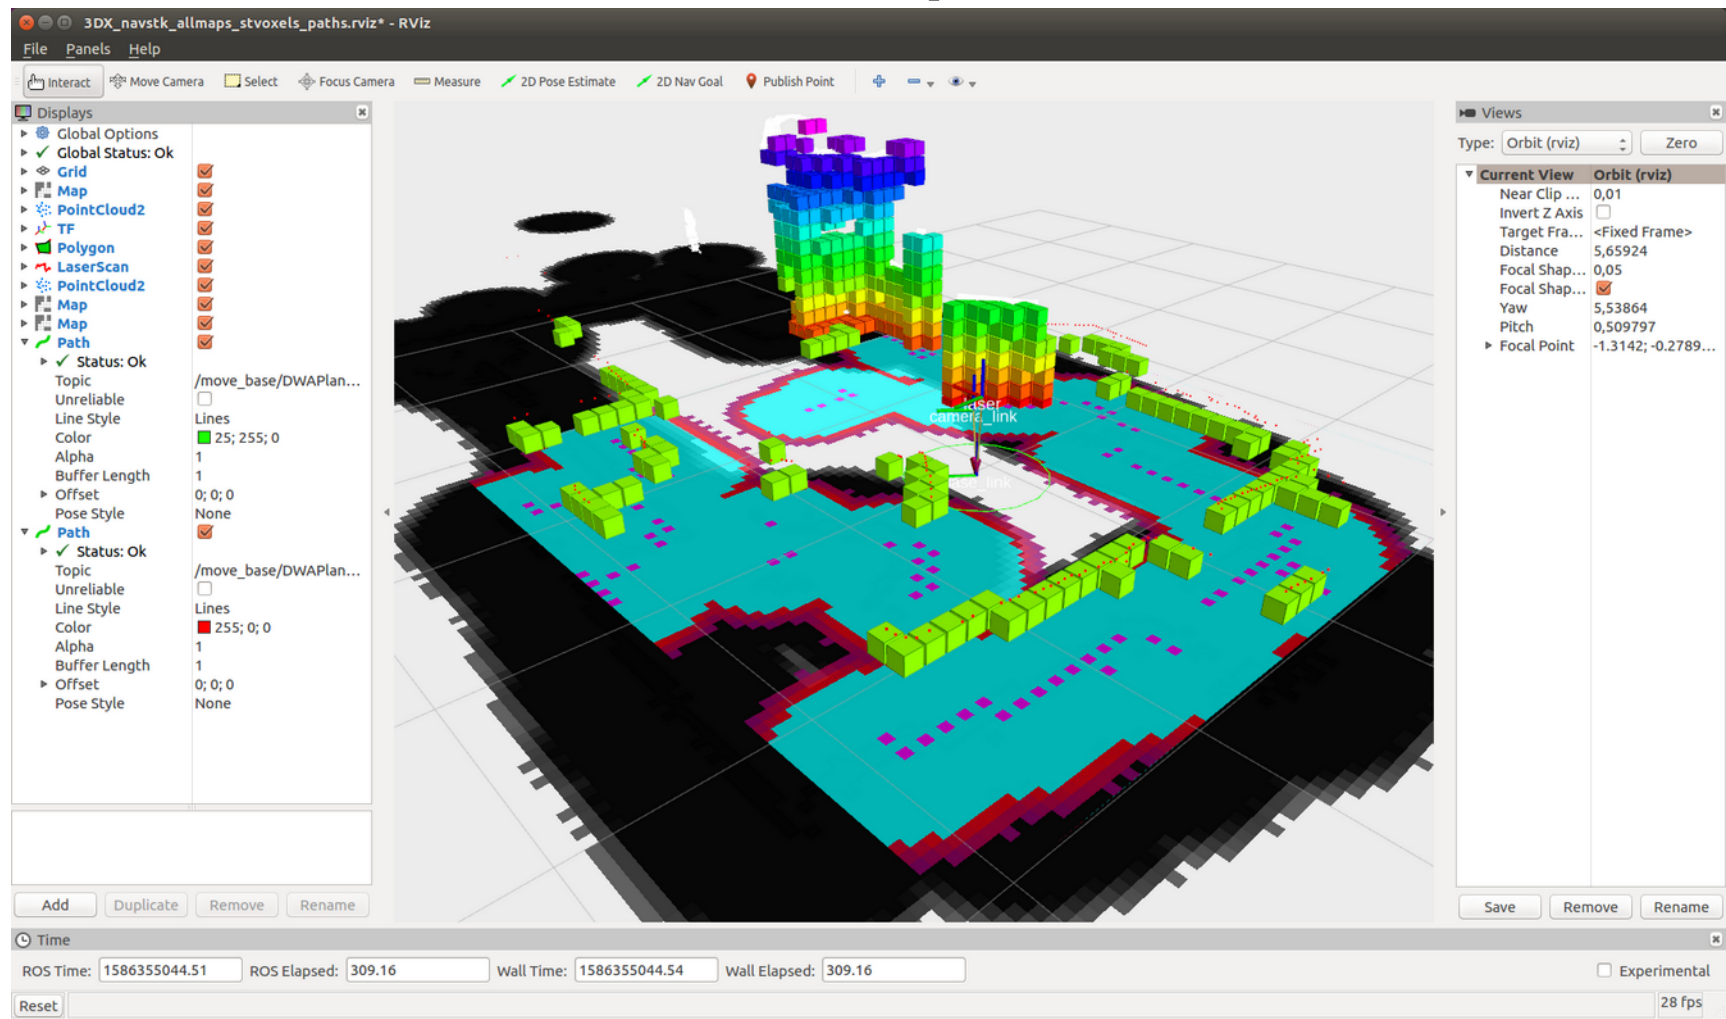 3DX_navstk_allmaps_stvoxels_paths.rviz* - RViz
File Panels Help
Interact Move Camera Select Focus Camera Measure 2D Pose Estimate 2D Nav Goal Publish Point
Displays
Global Options
Global Status: Ok
Grid
Map
PointCloud2
TF
Polygon
LaserScan
PointCloud2
Map
Map
Path
Status: Ok
Topic /move_base/DWAPlan...
Unreliable
Line Style Lines
Color 25; 255; 0
Alpha 1
Buffer Length 1
Offset 0; 0; 0
Pose Style None
Path
Status: Ok
Topic /move_base/DWAPlan...
Unreliable
Line Style Lines
Color 255; 0; 0
Alpha 1
Buffer Length 1
Offset 0; 0; 0
Pose Style None
Add Duplicate Remove Rename
laser
camera_link
base_link
Views
Type: Orbit (rviz) Zero
Current View Orbit (rviz)
Near Clip ... 0,01
Invert Z Axis
Target Fra... <Fixed Frame>
Distance 5,65924
Focal Shap... 0,05
Focal Shap...
Yaw 5,53864
Pitch 0,509797
Focal Point -1.3142; -0.2789...
Save Remove Rename
Time
ROS Time: 1586355044.51 ROS Elapsed: 309.16 Wall Time: 1586355044.54 Wall Elapsed: 309.16 Experimental
Reset 28 fps